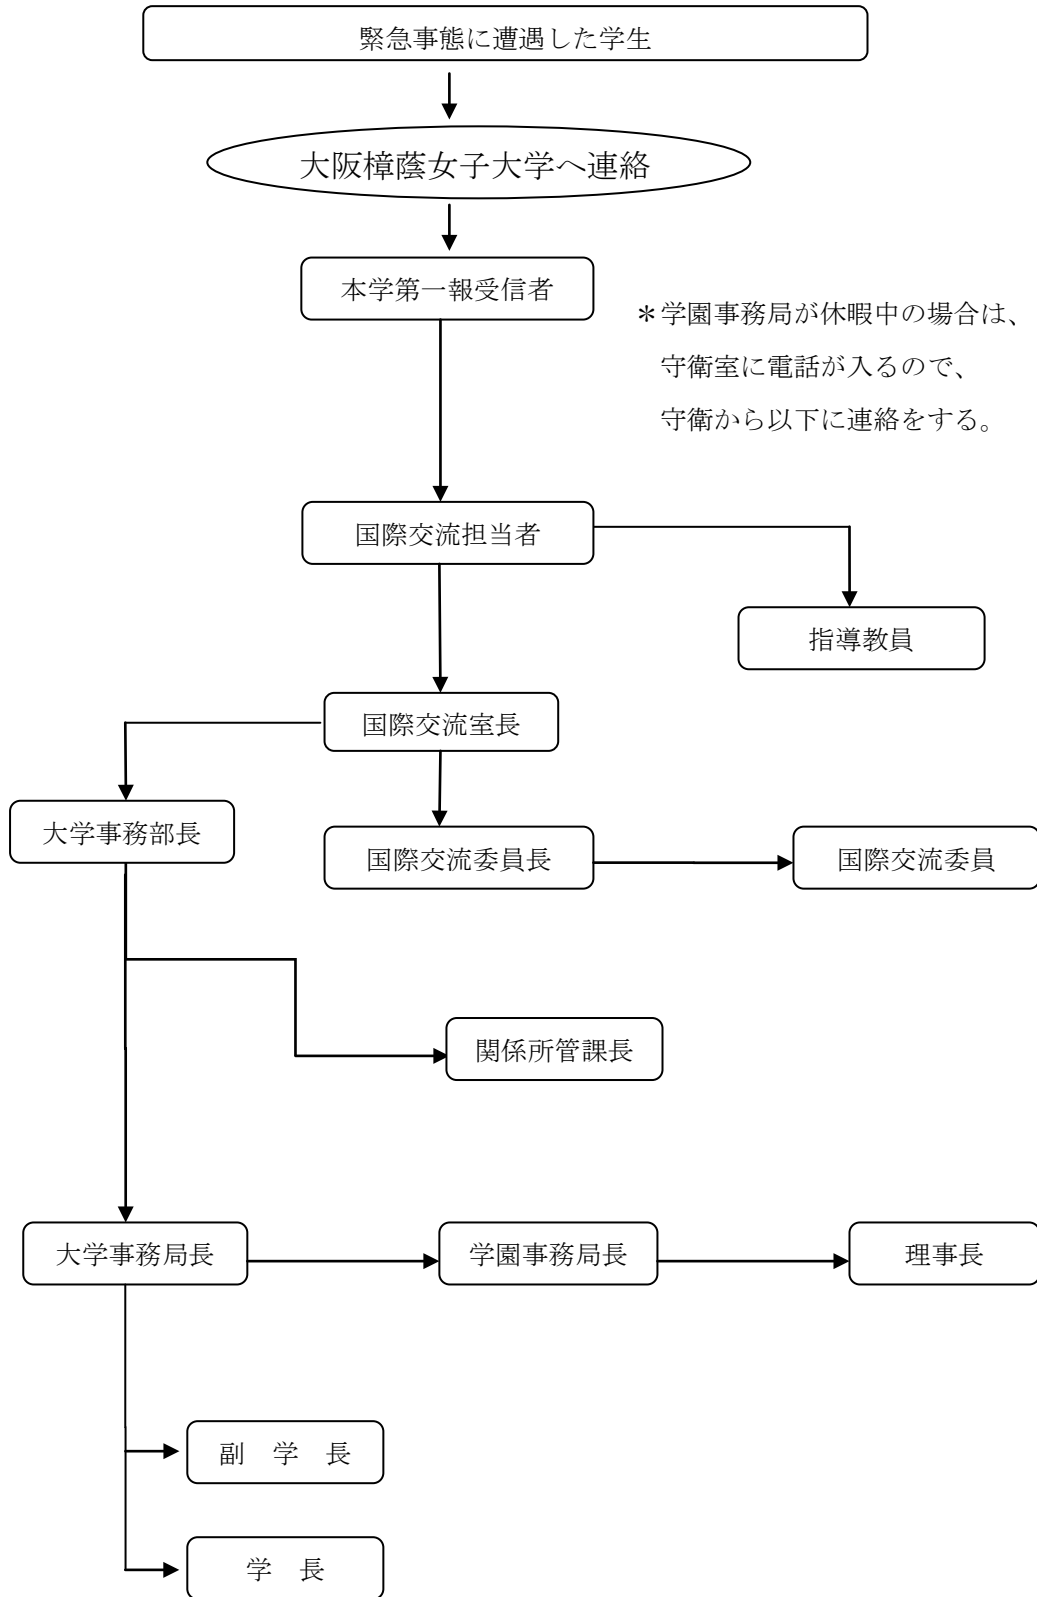 緊急事態に遭遇した学生
大阪樟蔭女子大学へ連絡
本学第一報受信者
＊学園事務局が休暇中の場合は、
守衛室に電話が入るので、
守衛から以下に連絡をする。
国際交流担当者
指導教員
国際交流室長
大学事務部長
国際交流委員長
国際交流委員
関係所管課長
大学事務局長
学園事務局長
理事長
副　学　長
学　長